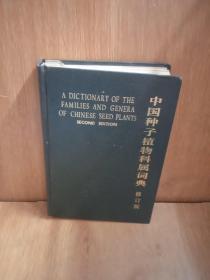 A DICTIONARY OF THE
FAMILIES AND GENERA
OF CHINESE SEED PLANTS
SECOND EDITION
中国种子植物科属词典 修订版